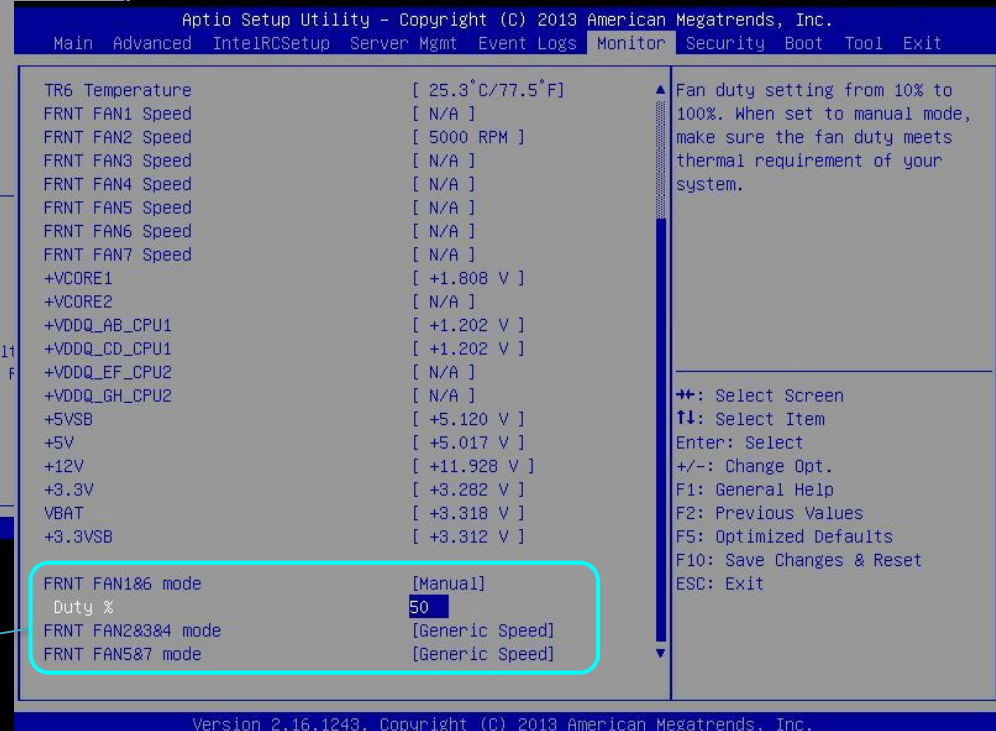 Aptio Setup Utility - Copyright (C) 2013 American Megatrends, Inc.
Main Advanced IntelRCSetup Server Mgmt Event Logs Monitor Security Boot Tool Exit
TR6 Temperature [ 25.3°C/77.5°F]
FRNT FAN1 Speed [ N/A ]
FRNT FAN2 Speed [ 5000 RPM ]
FRNT FAN3 Speed [ N/A ]
FRNT FAN4 Speed [ N/A ]
FRNT FAN5 Speed [ N/A ]
FRNT FAN6 Speed [ N/A ]
FRNT FAN7 Speed [ N/A ]
+VCORE1 [ +1.808 V ]
+VCORE2 [ N/A ]
+VDDQ_AB_CPU1 [ +1.202 V ]
+VDDQ_CD_CPU1 [ +1.202 V ]
+VDDQ_EF_CPU2 [ N/A ]
+VDDQ_GH_CPU2 [ N/A ]
+5VSB [ +5.120 V ]
+5V [ +5.017 V ]
+12V [ +11.928 V ]
+3.3V [ +3.282 V ]
VBAT [ +3.318 V ]
+3.3VSB [ +3.312 V ]
FRNT FAN1&6 mode [Manual]
Duty % 50
FRNT FAN2&3&4 mode [Generic Speed]
FRNT FAN5&7 mode [Generic Speed]
Fan duty setting from 10% to
100%. When set to manual mode,
make sure the fan duty meets
thermal requirement of your
system.
→←: Select Screen
↑↓: Select Item
Enter: Select
+/-: Change Opt.
F1: General Help
F2: Previous Values
F5: Optimized Defaults
F10: Save Changes & Reset
ESC: Exit
Version 2.16.1243. Copyright (C) 2013 American Megatrends, Inc.